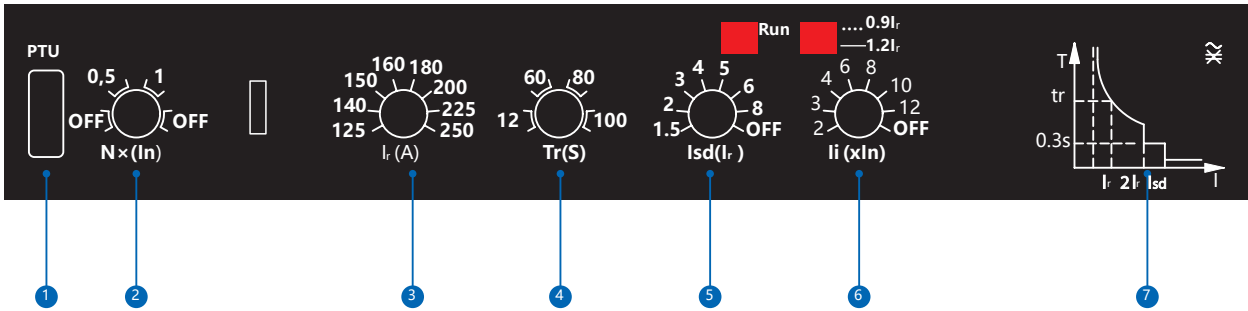 PTU
0,5 1
OFF OFF
N×(In)
160 180
150 200
140 225
125 250
Ir (A)
60 80
12 100
Tr(S)
Run
4 5
3 6
2 8
1.5 OFF
Isd(Ir )
0.9Ir
1.2Ir
6 8
4 10
3 12
2 OFF
Ii (xIn)
T
tr
0.3s
Ir 2Ir Isd I
1 2 3 4 5 6 7